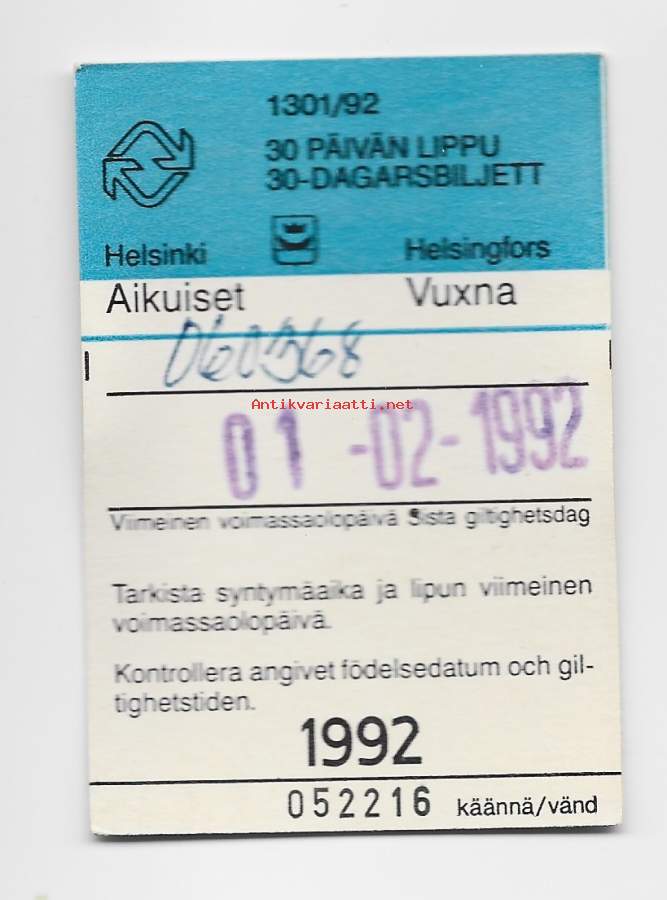 1301/92
30 PÄIVÄN LIPPU
30-DAGARSBILJETT
Helsinki Helsingfors
Aikuiset Vuxna
060368
Antikvariaatti.net
01 -02-1992
Viimeinen voimassaolopäivä Sista giltighetsdag
Tarkista syntymäaika ja lipun viimeinen
voimassaolopäivä.
Kontrollera angivet födelsedatum och gil-
tighetstiden.
1992
052216 käännä/vänd